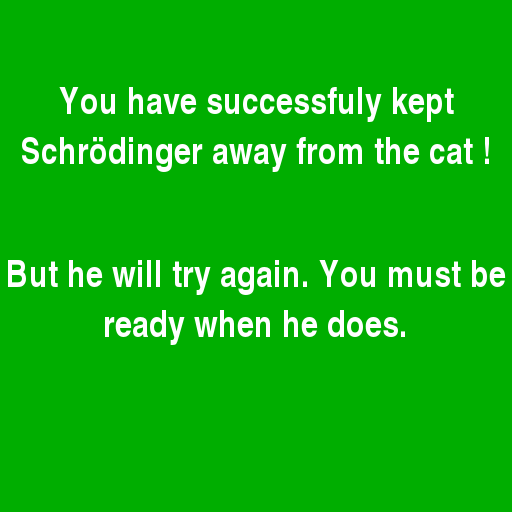 You have successfuly kept
Schrödinger away from the cat !
But he will try again. You must be
ready when he does.